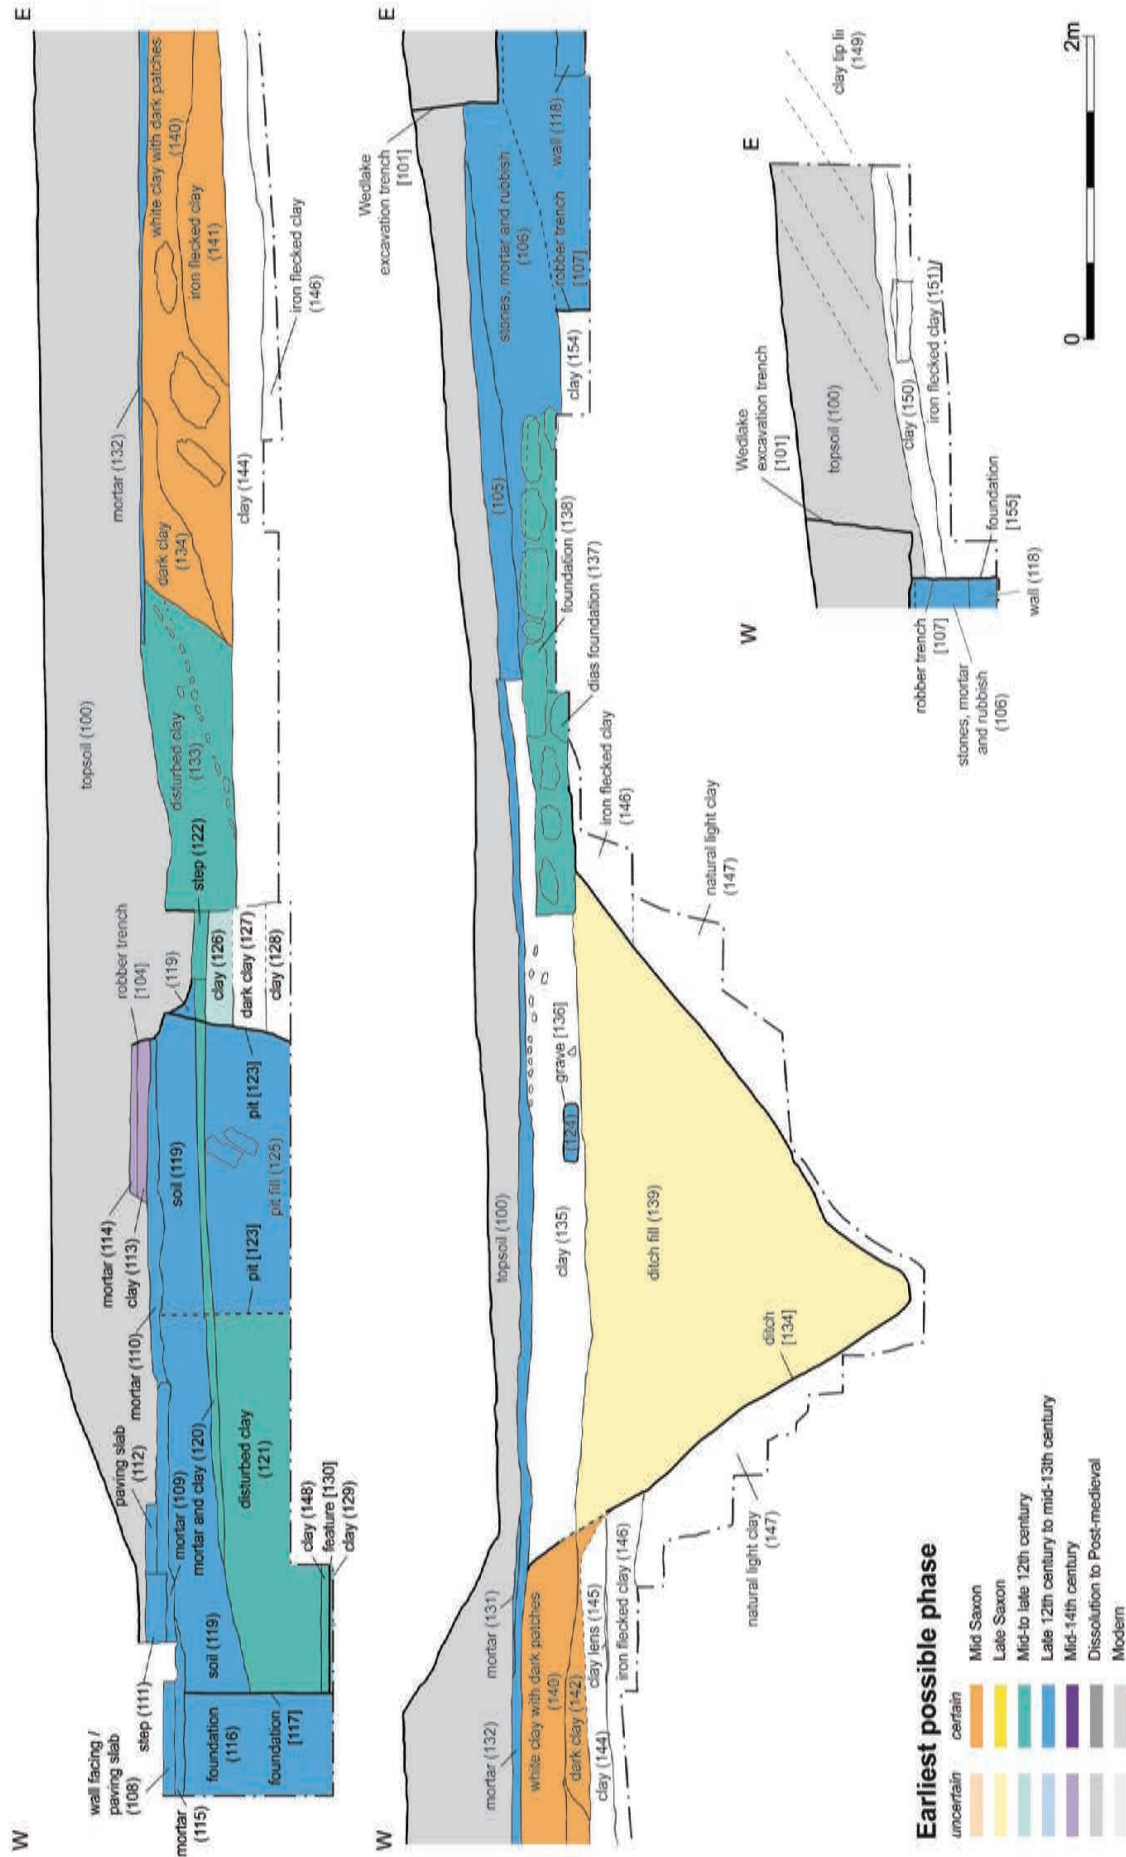 W
E
topsoil (100)
wall facing /
paving slab
(108)
step (111)
paving slab
(112)
mortar (110)
clay (113)
mortar (114)
robber trench
[104]
(119)
step (122)
mortar (132)
white clay with dark patches
(140)
dark clay
(134)
iron flecked clay
(141)
disturbed clay
(133)
mortar
(115)
mortar (109)
mortar and clay (120)
soil (119)
soil (119)
foundation
(116)
foundation
[117]
disturbed clay
(121)
pit [123]
pit fill (125)
pit [123]
clay (126)
dark clay (127)
clay (128)
clay (144)
iron flecked clay
(146)
clay (148)
feature [130]
clay (129)
W
E
Wedlake
excavation trench
[101]
topsoil (100)
mortar (132)
mortar (131)
(105)
stones, mortar and rubbish
(106)
robber trench
[107]
wall (118)
white clay with dark patches
(140)
dark clay (142)
clay (144)
clay lens (145)
iron flecked clay (146)
clay (135)
(124)
grave [136]
ditch fill (139)
ditch
[134]
foundation (138)
dias foundation (137)
clay (154)
iron flecked clay
(146)
natural light clay
(147)
natural light clay
(147)
W
E
Wedlake
excavation trench
[101]
topsoil (100)
clay (150)
iron flecked clay (151)
(149)
robber trench
[107]
stones, mortar
and rubbish
(106)
wall (118)
foundation
[155]
0
2m
Earliest possible phase
uncertain
certain
Mid Saxon
Late Saxon
Mid-to late 12th century
Late 12th century to mid-13th century
Mid-14th century
Dissolution to Post-medieval
Modern